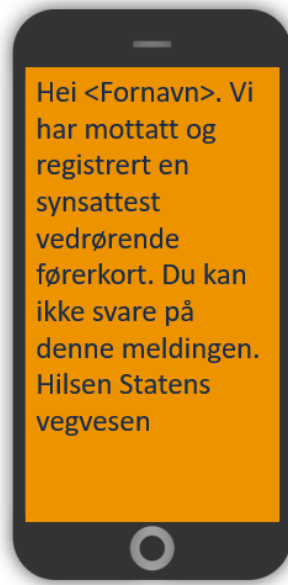 Hei <Fornavn>. Vi
har mottatt og
registrert en
synsattest
vedrørende
førerkort. Du kan
ikke svare på
denne meldingen.
Hilsen Statens
vegvesen